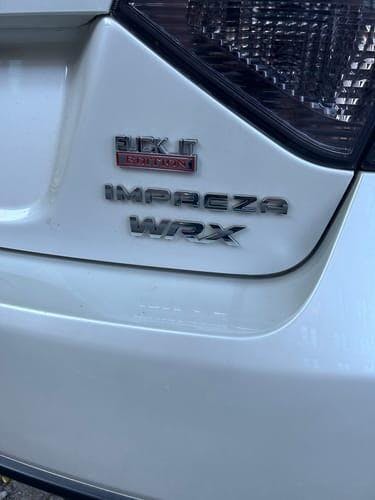 FUCK IT
EDITION
IMPREZA
WRX